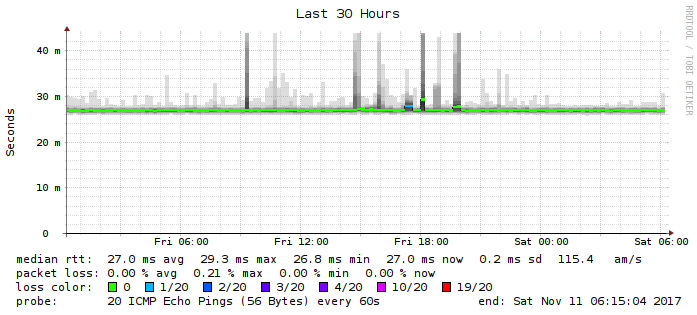 Last 30 Hours
RRDTOOL / TOBI OETIKER
Seconds
40 m
30 m
20 m
10 m
0
Fri 06:00 Fri 12:00 Fri 18:00 Sat 00:00 Sat 06:00
median rtt: 27.0 ms avg 29.3 ms max 26.8 ms min 27.0 ms now 0.2 ms sd 115.4 am/s
packet loss: 0.00 % avg 0.21 % max 0.00 % min 0.00 % now
loss color: 0 1/20 2/20 3/20 4/20 10/20 19/20
probe: 20 ICMP Echo Pings (56 Bytes) every 60s end: Sat Nov 11 06:15:04 2017